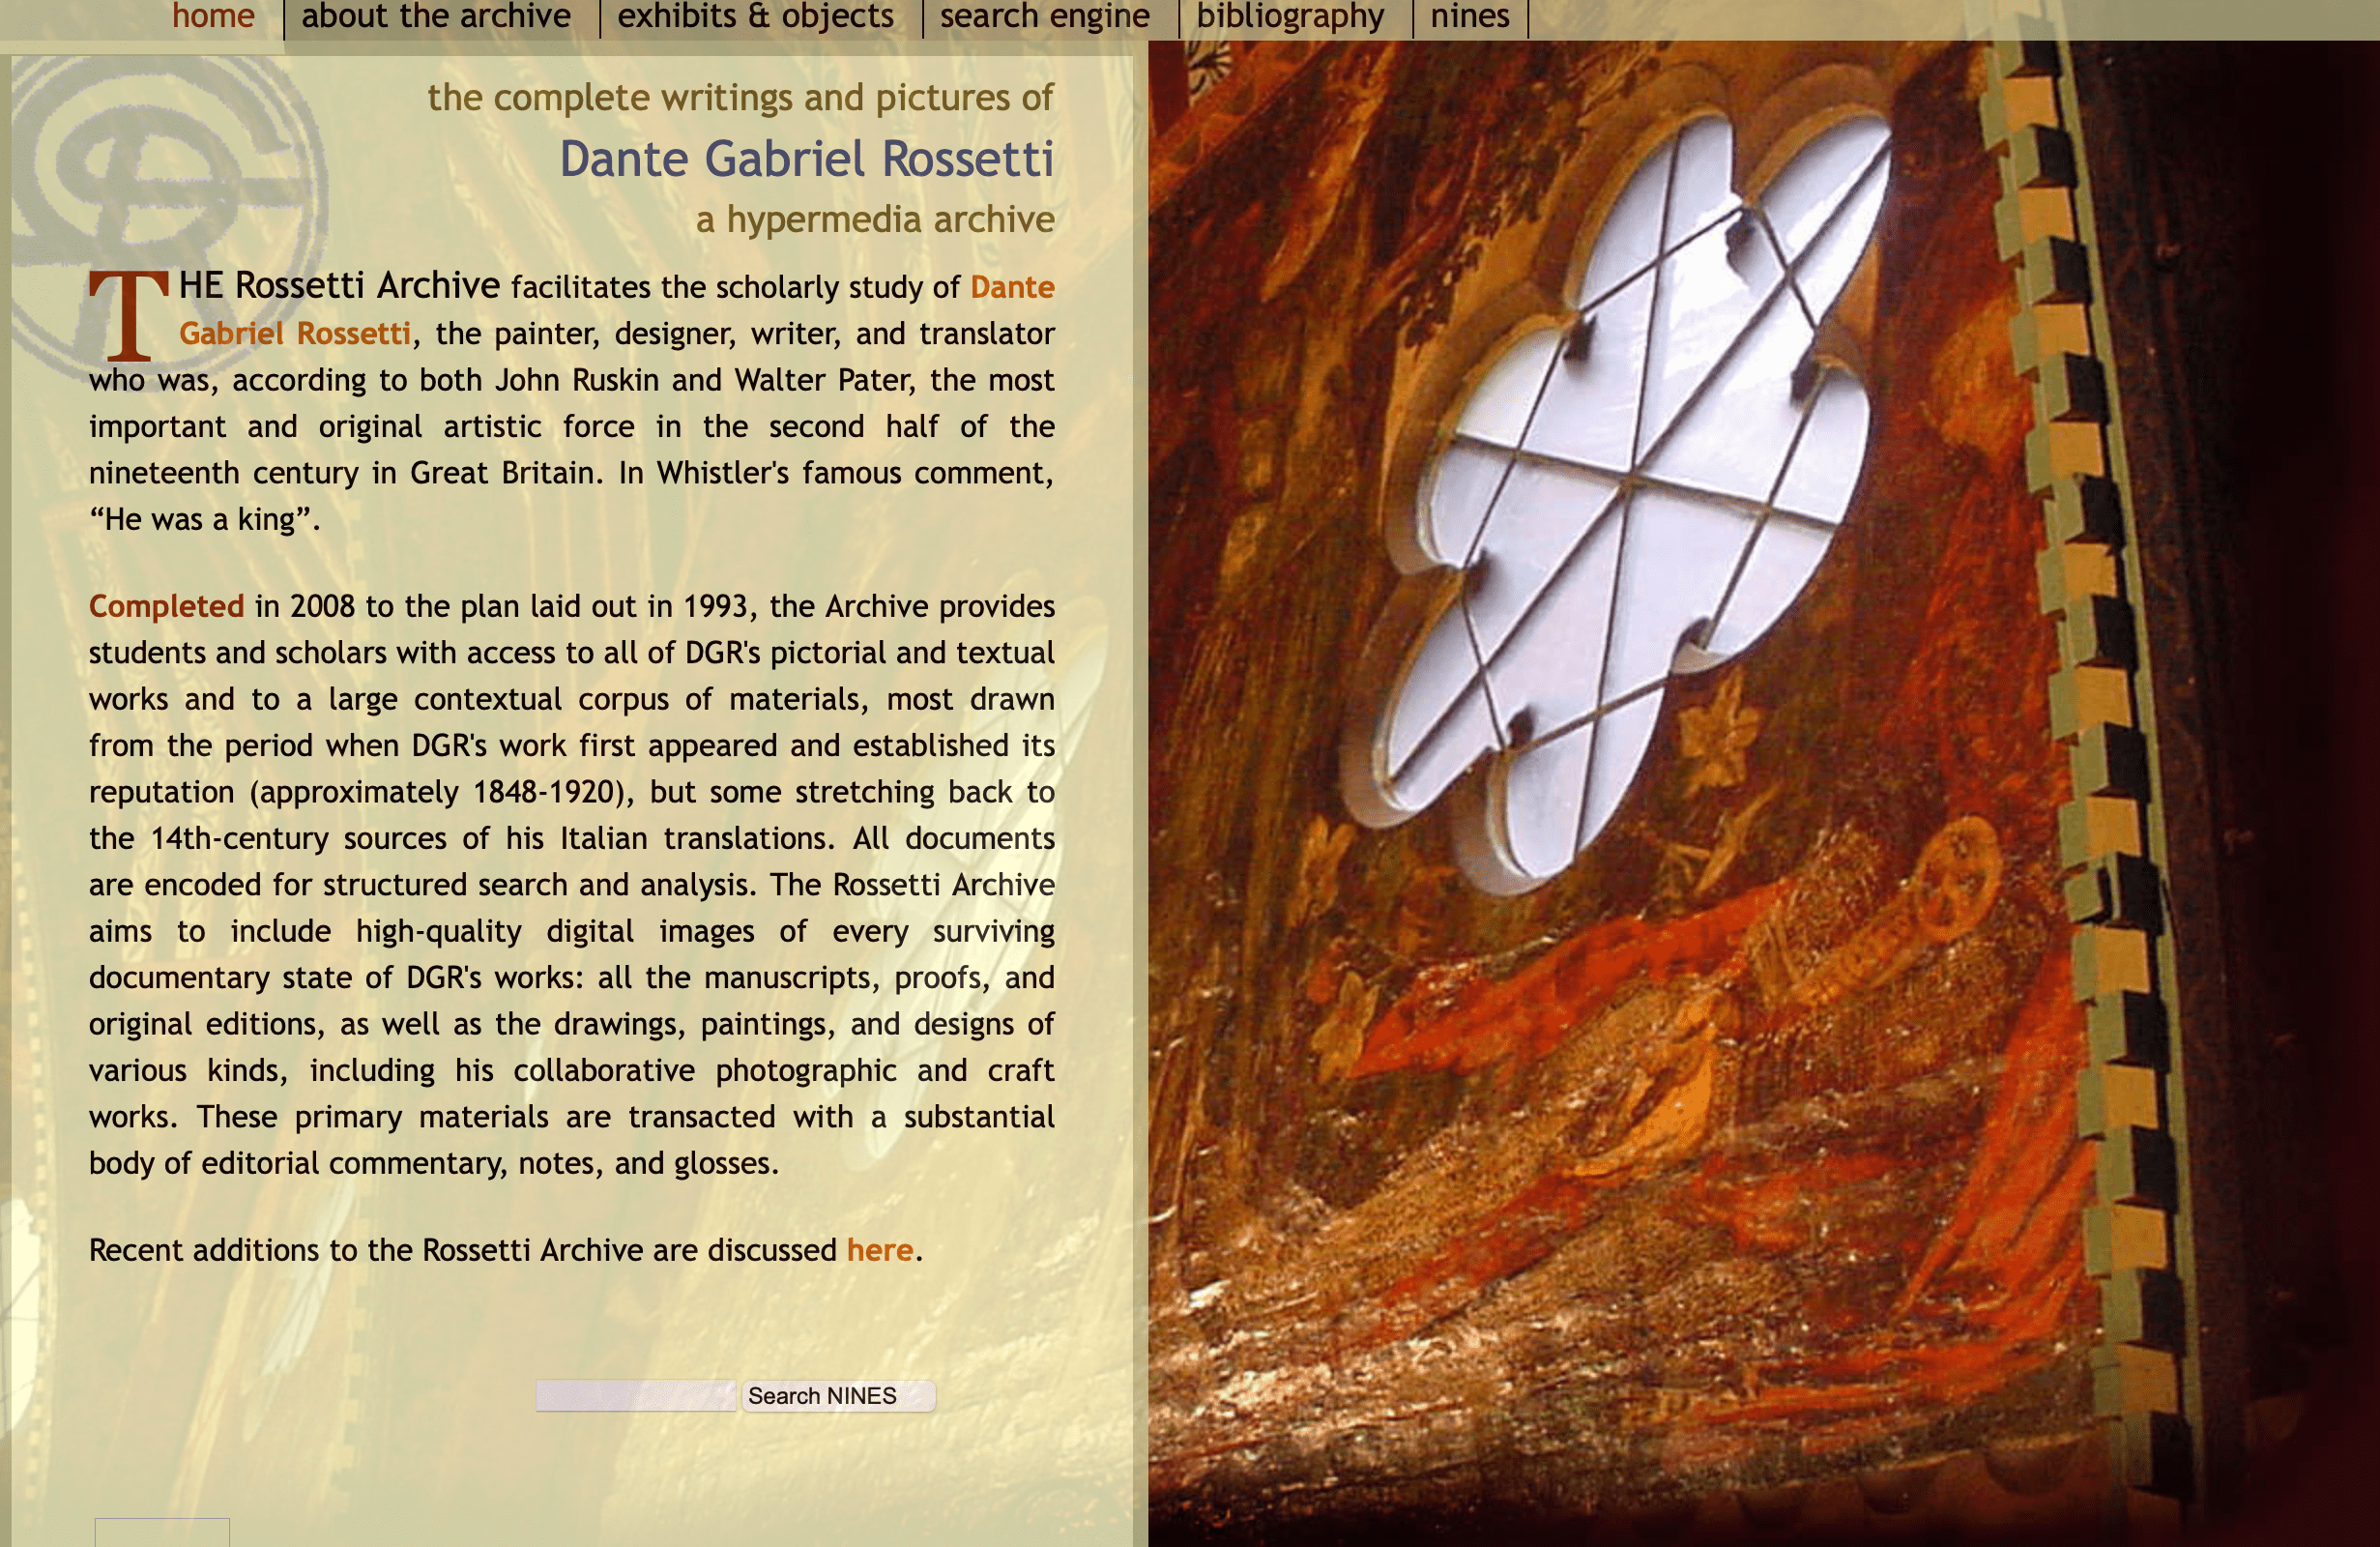 home
about the archive
exhibits & objects
search engine
bibliography
nines
the complete writings and pictures of
Dante Gabriel Rossetti
a hypermedia archive
THE Rossetti Archive facilitates the scholarly study of Dante
Gabriel Rossetti, the painter, designer, writer, and translator
who was, according to both John Ruskin and Walter Pater, the most
important and original artistic force in the second half of the
nineteenth century in Great Britain. In Whistler's famous comment,
“He was a king”.
Completed in 2008 to the plan laid out in 1993, the Archive provides
students and scholars with access to all of DGR's pictorial and textual
works and to a large contextual corpus of materials, most drawn
from the period when DGR's work first appeared and established its
reputation (approximately 1848-1920), but some stretching back to
the 14th-century sources of his Italian translations. All documents
are encoded for structured search and analysis. The Rossetti Archive
aims to include high-quality digital images of every surviving
documentary state of DGR's works: all the manuscripts, proofs, and
original editions, as well as the drawings, paintings, and designs of
various kinds, including his collaborative photographic and craft
works. These primary materials are transacted with a substantial
body of editorial commentary, notes, and glosses.
Recent additions to the Rossetti Archive are discussed here.
Search NINES